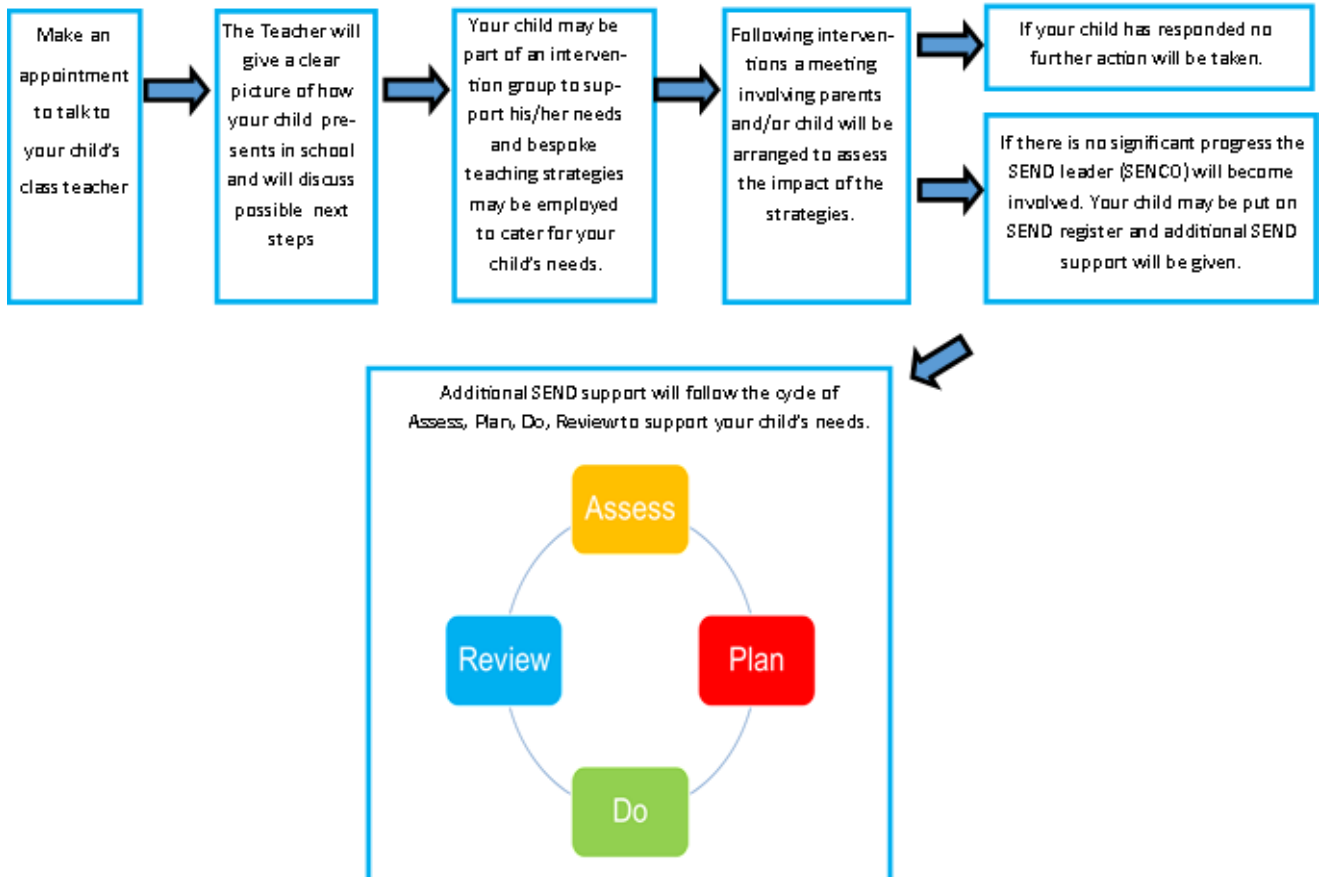 Make an
appointment
to talk to
your child's
class teacher
The Teacher will
give a clear
picture of how
your child pre-
sents in school
and will discuss
possible next
steps
Your child may be
part of an interven-
tion group to sup-
port his/her needs
and bespoke
teaching strategies
may be employed
to cater for your
child's needs.
Following interven-
tions a meeting
involving parents
and/or child will be
arranged to assess
the impact of the
strategies.
If your child has responded no
further action will be taken.
If there is no significant progress the
SEND leader (SENCO) will become
involved. Your child may be put on
SEND register and additional SEND
support will be given.
Additional SEND support will follow the cycle of
Assess, Plan, Do, Review to support your child's needs.
Assess
Review
Plan
Do